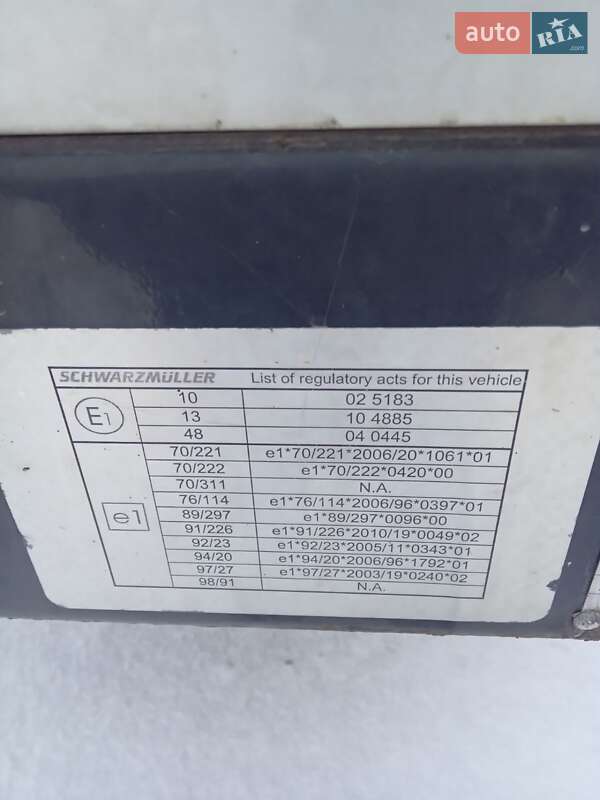 auto RIA.com
SCHWARZMÜLLER List of regulatory acts for this vehicle
E1
10 02 5183
13 10 4885
48 04 0445
e1
70/221 e1*70/221*2006/20*1061*01
70/222 e1*70/222*0420*00
70/311 N.A.
76/114 e1*76/114*2006/96*0397*01
89/297 e1*89/297*0096*00
91/226 e1*91/226*2010/19*0049*02
92/23 e1*92/23*2005/11*0343*01
94/20 e1*94/20*2006/96*1792*01
97/27 e1*97/27*2003/19*0240*02
98/91 N.A.